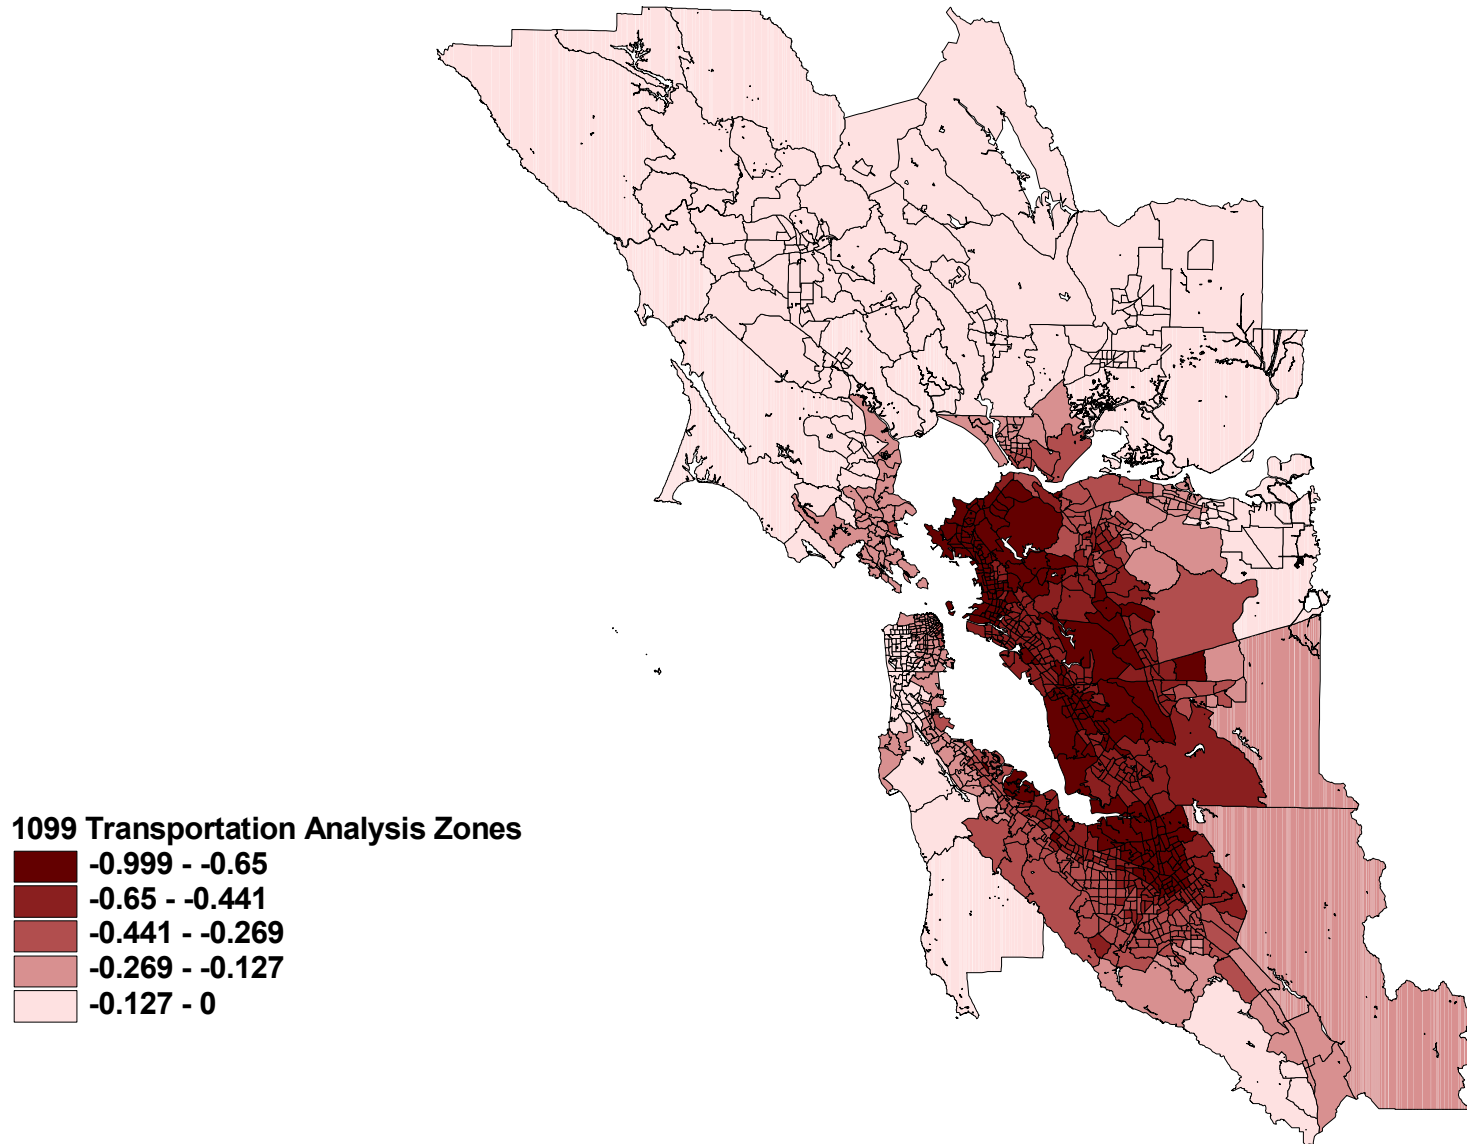 1099 Transportation Analysis Zones
-0.999 - -0.65
-0.65 - -0.441
-0.441 - -0.269
-0.269 - -0.127
-0.127 - 0